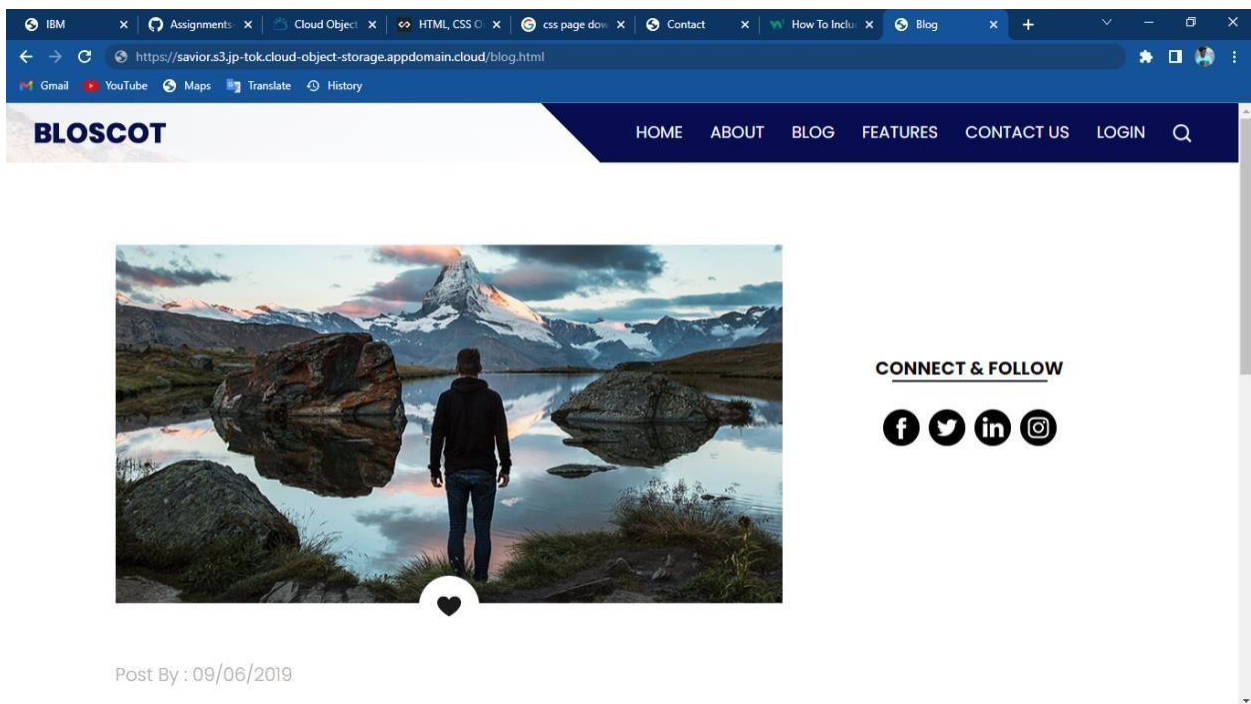 IBM Assignments- Cloud Object HTML, CSS O css page dow Contact How To Inclu Blog
https://savior.s3.jp-tok.cloud-object-storage.appdomain.cloud/blog.html
Gmail YouTube Maps Translate History
BLOSCOT HOME ABOUT BLOG FEATURES CONTACT US LOGIN
CONNECT & FOLLOW
Post By : 09/06/2019